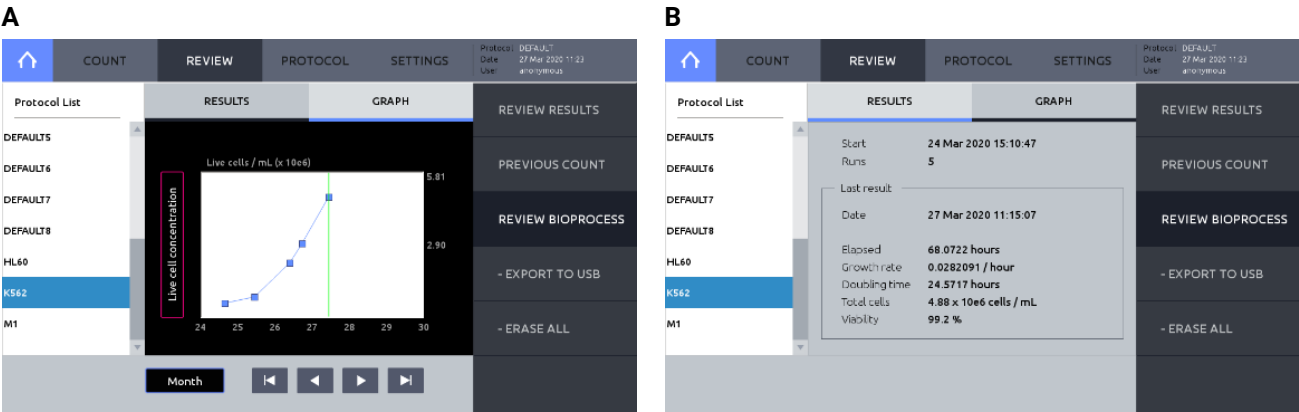 A
COUNT
REVIEW
PROTOCOL
SETTINGS
Protocol DEFAULT
Date 27 Mar 2020 11:23
User anonymous
Protocol List
DEFAULT5
DEFAULT6
DEFAULT7
DEFAULT8
HL60
K562
M1
RESULTS
GRAPH
Live cells / mL (x 10e6)
Live cell concentration
5.81
2.90
24 25 26 27 28 29 30
Month
REVIEW RESULTS
PREVIOUS COUNT
REVIEW BIOPROCESS
- EXPORT TO USB
- ERASE ALL
B
COUNT
REVIEW
PROTOCOL
SETTINGS
Protocol DEFAULT
Date 27 Mar 2020 11:23
User anonymous
Protocol List
DEFAULT5
DEFAULT6
DEFAULT7
DEFAULT8
HL60
K562
M1
RESULTS
GRAPH
Start 24 Mar 2020 15:10:47
Runs 5
Last result
Date 27 Mar 2020 11:15:07
Elapsed 68.0722 hours
Growth rate 0.0282091 / hour
Doubling time 24.5717 hours
Total cells 4.88 x 10e6 cells / mL
Viability 99.2 %
REVIEW RESULTS
PREVIOUS COUNT
REVIEW BIOPROCESS
- EXPORT TO USB
- ERASE ALL